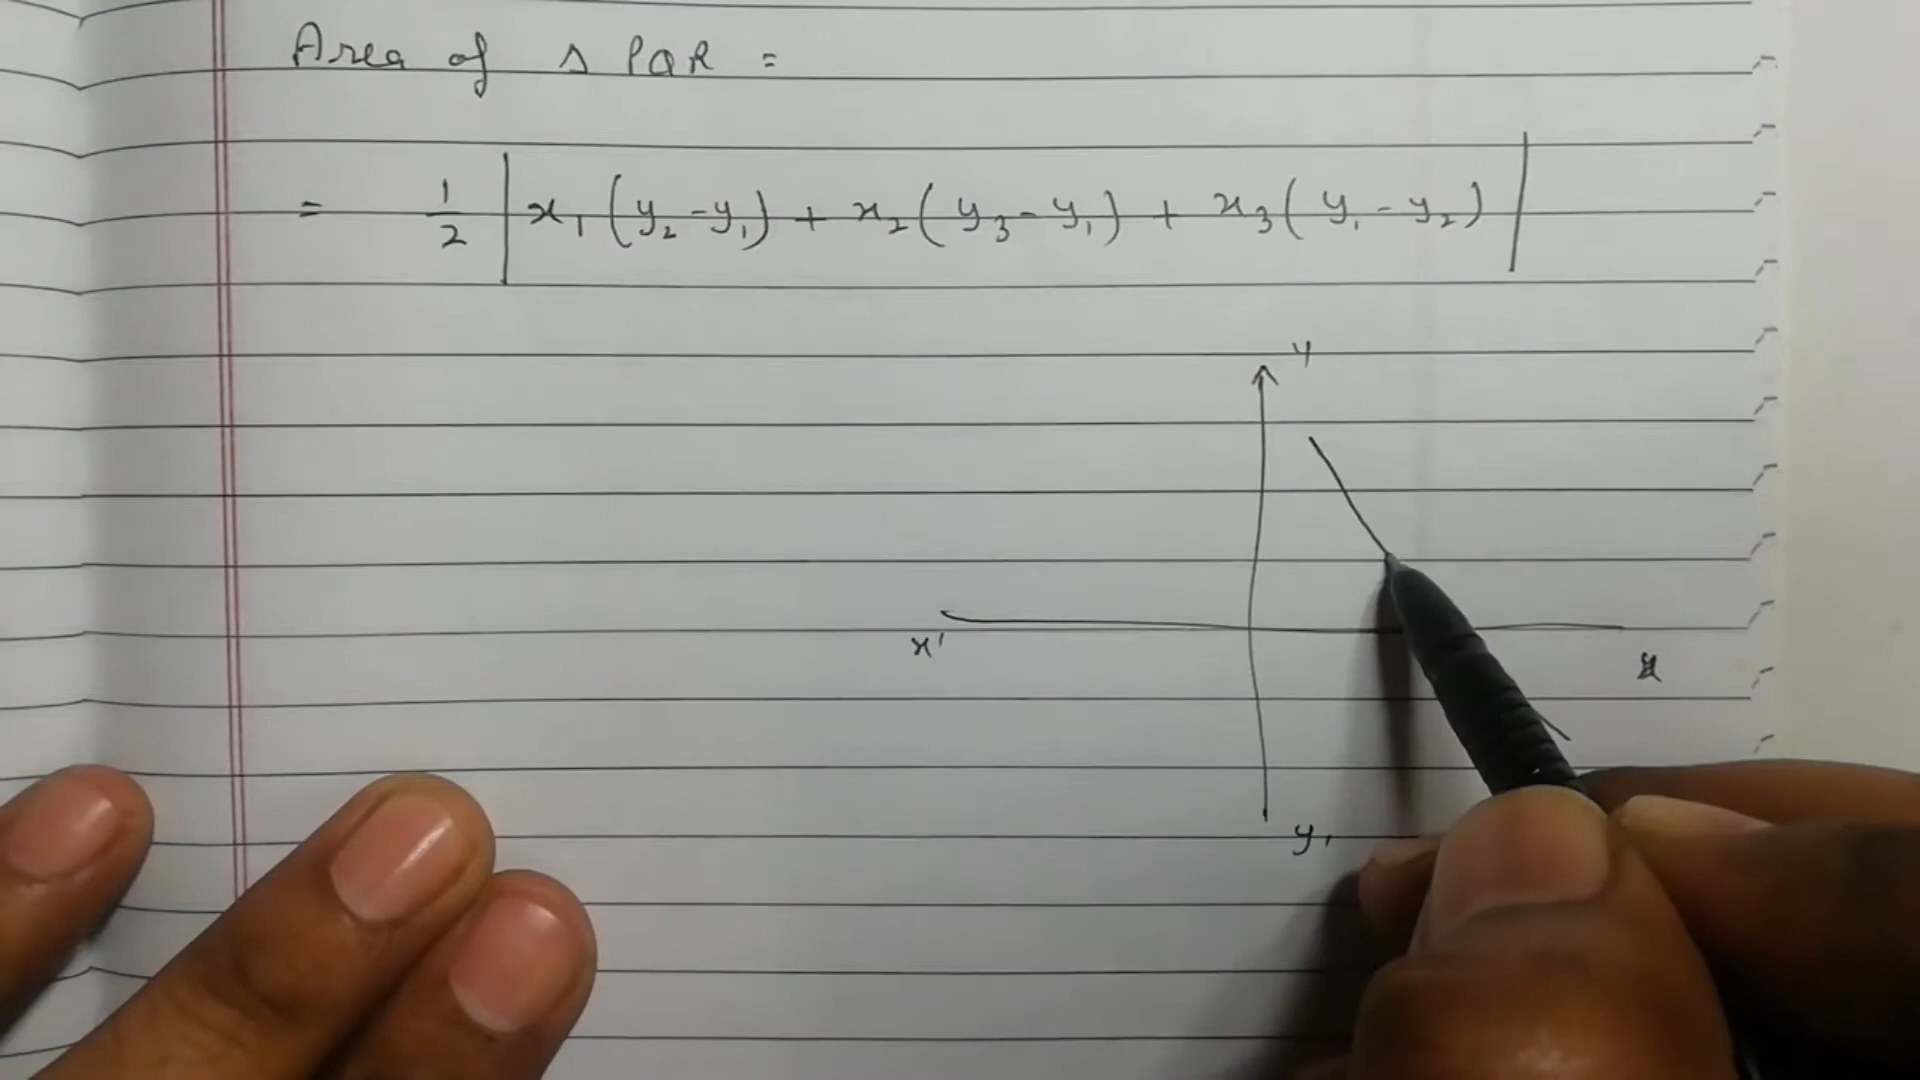 Area of Δ PQR =
= 1/2 | x₁ (y₂ - y₁) + x₂ (y₃ - y₁) + x₃ (y₁ - y₂) |
y
x'
y,